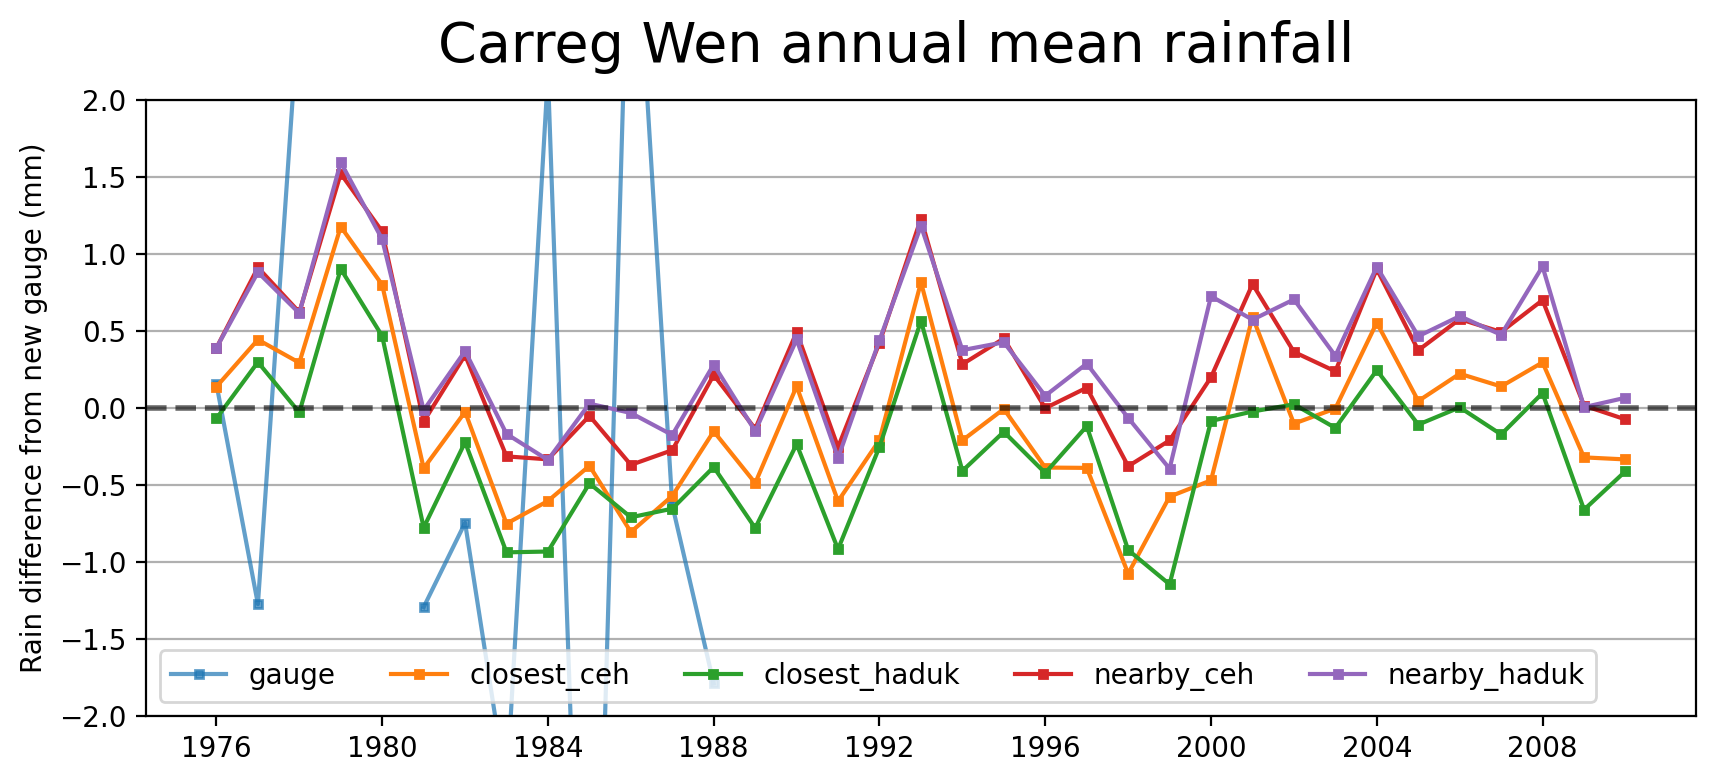 Carreg Wen annual mean rainfall
Rain difference from new gauge (mm)
2.0
1.5
1.0
0.5
0.0
−0.5
−1.0
−1.5
−2.0
gauge closest_ceh closest_haduk nearby_ceh nearby_haduk
1976 1980 1984 1988 1992 1996 2000 2004 2008